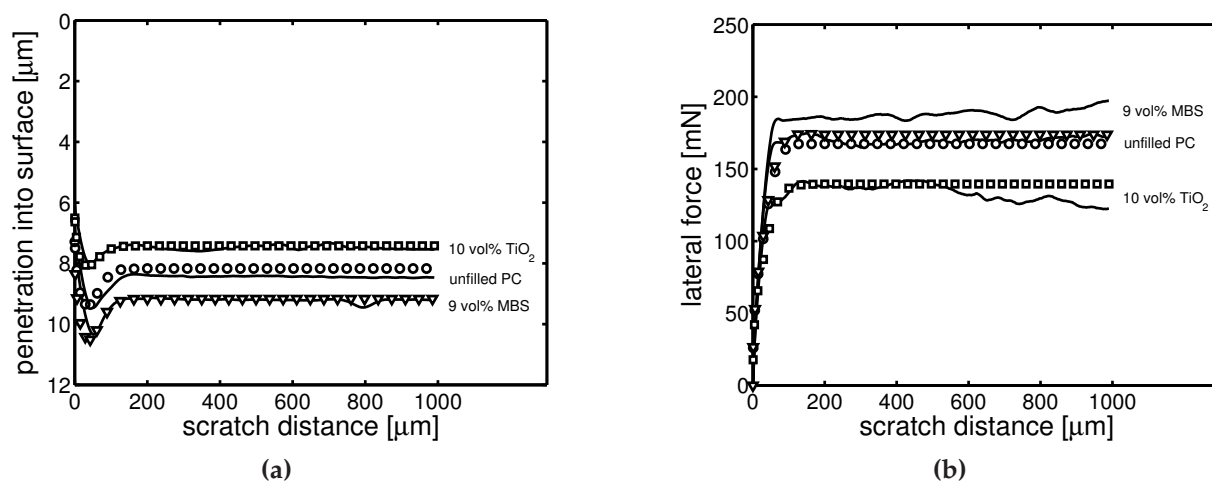 0
2
4
6
8
10
12
0 200 400 600 800 1000
penetration into surface [μm]
scratch distance [μm]
10 vol% TiO₂
unfilled PC
9 vol% MBS
(a)
250
200
150
100
50
0
0 200 400 600 800 1000
lateral force [mN]
scratch distance [μm]
9 vol% MBS
unfilled PC
10 vol% TiO₂
(b)